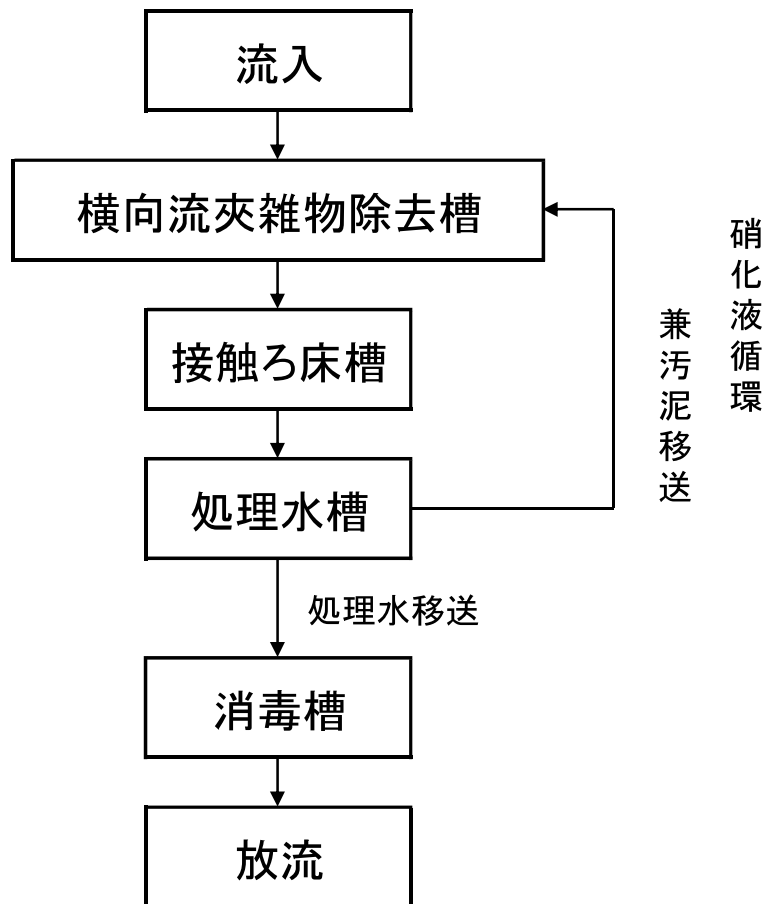 流入
横向流夾雑物除去槽
接触ろ床槽
処理水槽
硝化液循環
兼汚泥移送
処理水移送
消毒槽
放流